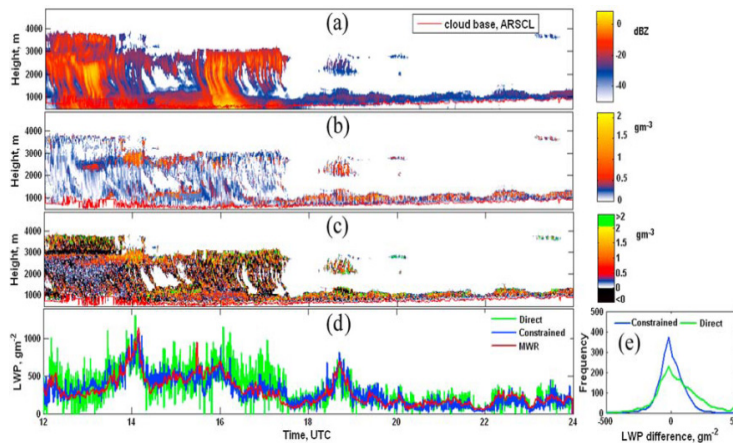 (a)
cloud base, ARSCL
Height, m
4000
3000
2000
1000
0
-20
-40
dBZ
(b)
Height, m
4000
3000
2000
1000
2
1.5
1
0.5
0
gm-3
(c)
Height, m
4000
3000
2000
1000
>2
2
1.5
1
0.5
0
<0
gm-3
(d)
Direct
Constrained
MWR
LWP, gm-2
1000
500
0
12 14 16 18 20 22 24
Time, UTC
(e)
Constrained Direct
Frequency
500
400
300
200
100
0
-500 0 5
LWP difference, gm-2